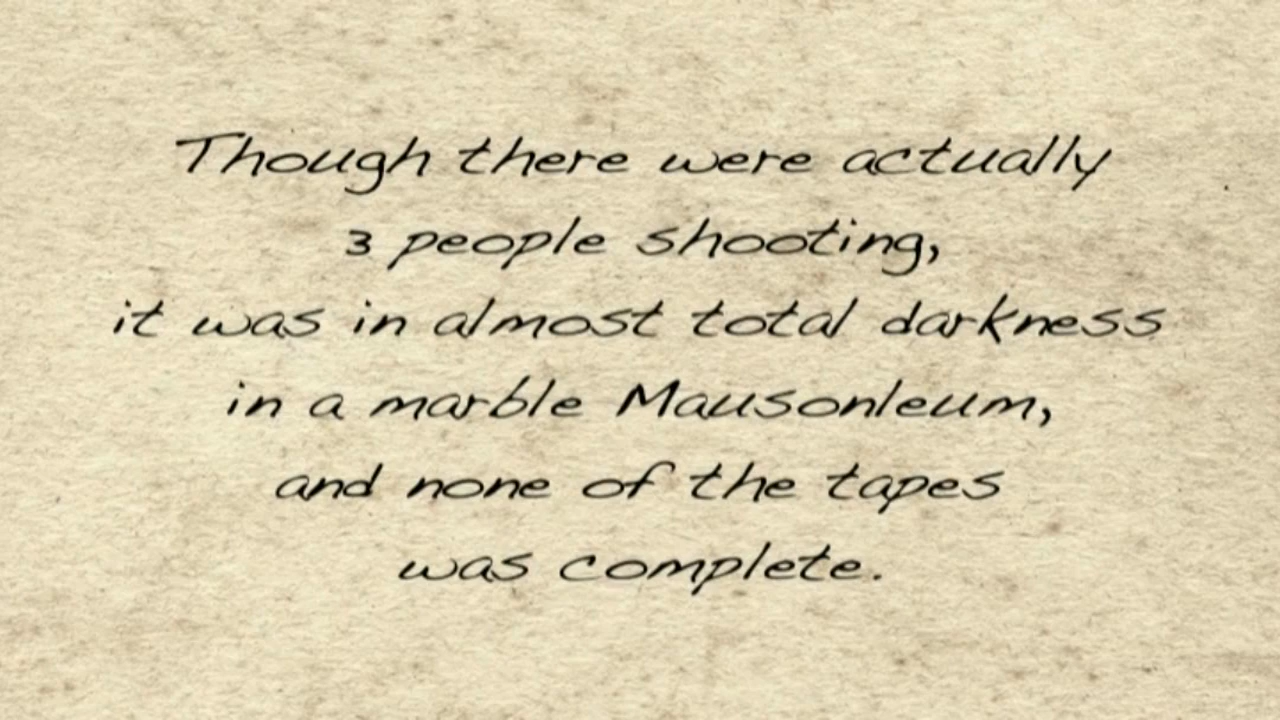 Though there were actually
3 people shooting,
it was in almost total darkness
in a marble Mausonleum,
and none of the tapes
was complete.